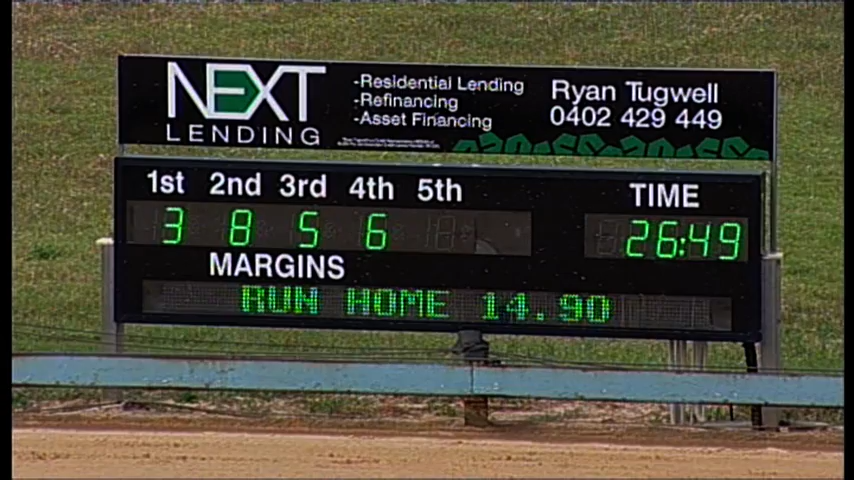 NEXT
LENDING
-Residential Lending
-Refinancing
-Asset Financing
Ryan Tugwell
0402 429 449
1st 2nd 3rd 4th 5th
3 8 5 6
TIME
26:49
MARGINS
RUN HOME 14.90